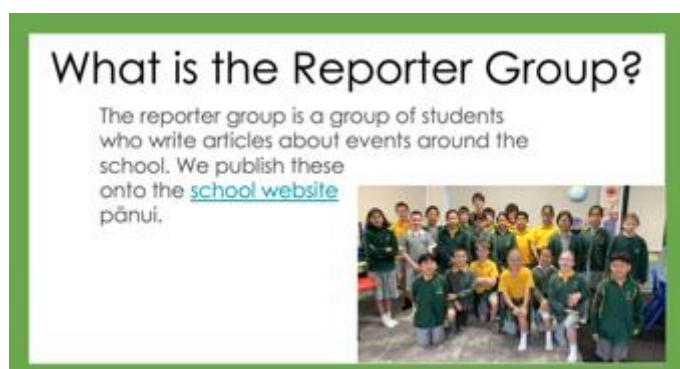 What is the Reporter Group?
The reporter group is a group of students
who write articles about events around the
school. We publish these
onto the school website
pānui.